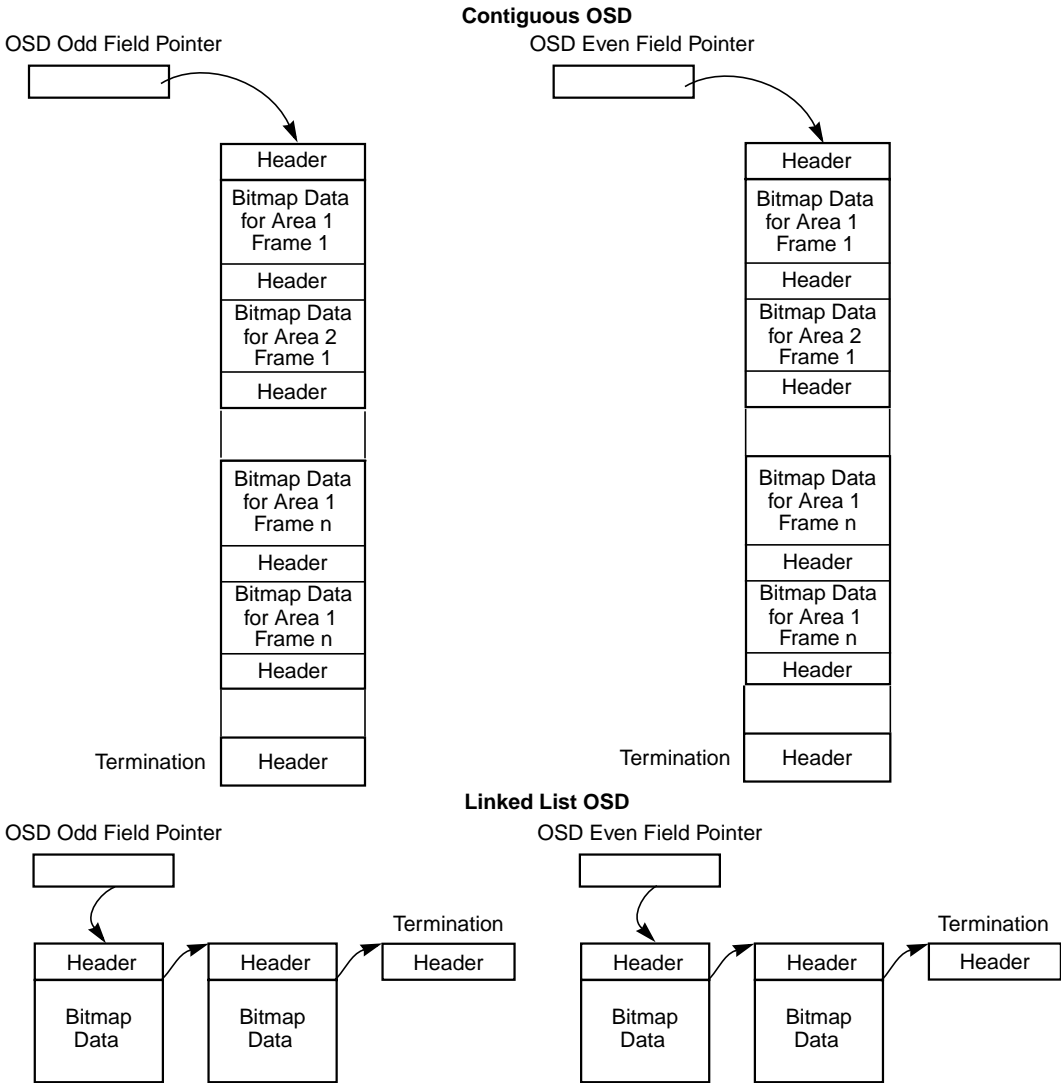 Contiguous OSD
OSD Odd Field Pointer
Header
Bitmap Data
for Area 1
Frame 1
Header
Bitmap Data
for Area 2
Frame 1
Header
Bitmap Data
for Area 1
Frame n
Header
Bitmap Data
for Area 1
Frame n
Header
Termination
Header
OSD Even Field Pointer
Header
Bitmap Data
for Area 1
Frame 1
Header
Bitmap Data
for Area 2
Frame 1
Header
Bitmap Data
for Area 1
Frame n
Header
Bitmap Data
for Area 1
Frame n
Header
Termination
Header
Linked List OSD
OSD Odd Field Pointer
Header
Bitmap
Data
Header
Bitmap
Data
Termination
Header
OSD Even Field Pointer
Header
Bitmap
Data
Header
Bitmap
Data
Termination
Header